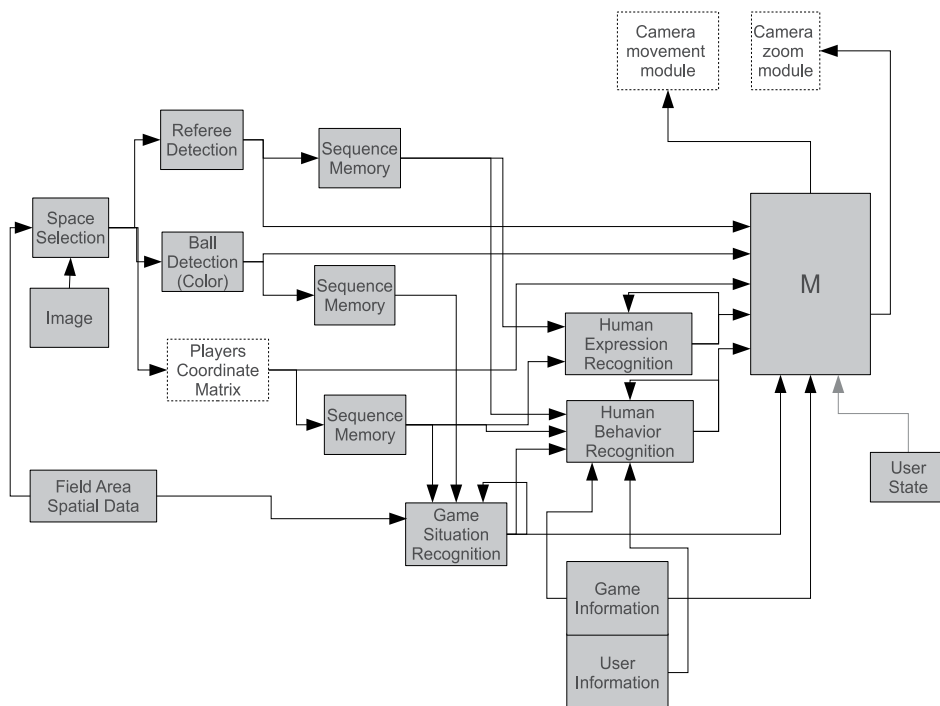 Camera
movement
module
Camera
zoom
module
Referee
Detection
Sequence
Memory
Space
Selection
Ball
Detection
(Color)
Sequence
Memory
M
Image
Human
Expression
Recognition
Players
Coordinate
Matrix
Sequence
Memory
Human
Behavior
Recognition
User
State
Field Area
Spatial Data
Game
Situation
Recognition
Game
Information
User
Information